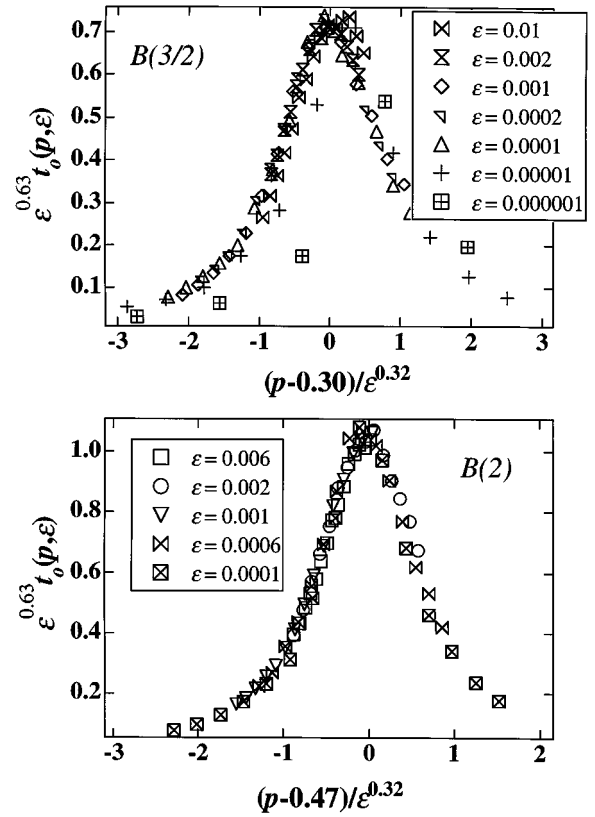 B(3/2)
ε = 0.01
ε = 0.002
ε = 0.001
ε = 0.0002
ε = 0.0001
ε = 0.00001
ε = 0.000001
0.7
0.6
0.5
0.4
0.3
0.2
0.1
ε^0.63 t_o(p,ε)
-3 -2 -1 0 1 2 3
(p-0.30)/ε^0.32
B(2)
ε = 0.006
ε = 0.002
ε = 0.001
ε = 0.0006
ε = 0.0001
1.0
0.8
0.6
0.4
0.2
ε^0.63 t_o(p,ε)
-3 -2 -1 0 1 2
(p-0.47)/ε^0.32